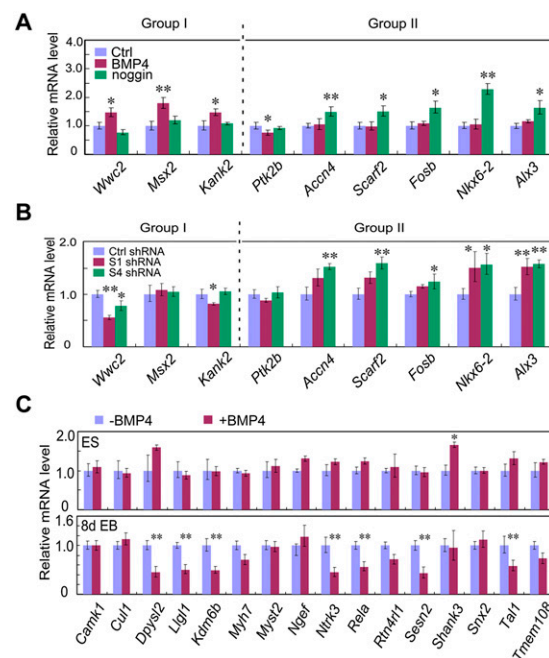 A
Group I
Group II
Relative mRNA level
4.0
3.0
2.0
1.0
Ctrl
BMP4
noggin
*
**
*
*
**
*
*
**
*
Wwc2
Msx2
Kank2
Ptk2b
Accn4
Scarf2
Fosb
Nkx6-2
Alx3
B
Group I
Group II
Relative mRNA level
2.0
1.0
0
Ctrl shRNA
S1 shRNA
S4 shRNA
** *
*
**
**
*
* *
** **
Wwc2
Msx2
Kank2
Ptk2b
Accn4
Scarf2
Fosb
Nkx6-2
Alx3
C
-BMP4
+BMP4
Relative mRNA level
ES
2.0
1.0
0
*
8d EB
1.6
1.2
0.8
0.4
0
**
**
**
**
**
**
**
Camk1
Cul1
Dpysl2
Llgl1
Kdm6b
Myh7
Myst2
Ngef
Ntrk3
Rela
Rtn4rl1
Sesn2
Shank3
Snx2
Tal1
Tmem108